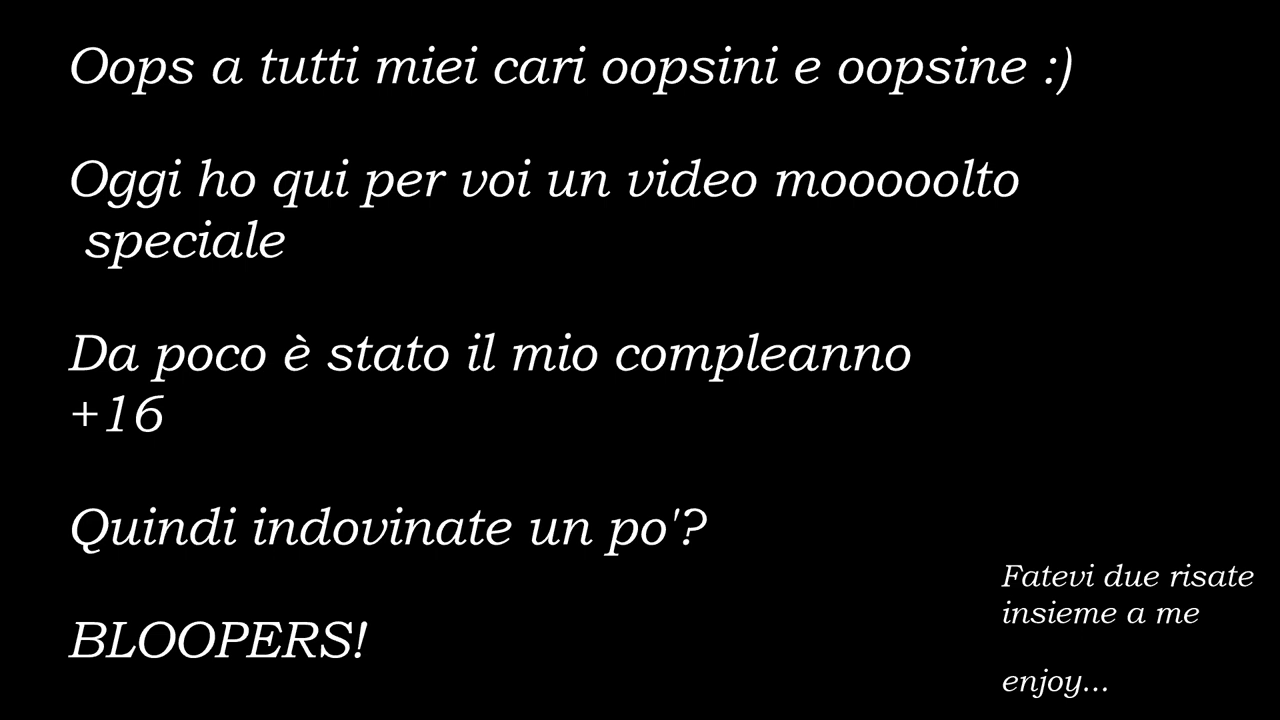 Oops a tutti miei cari oopsini e oopsine :)
Oggi ho qui per voi un video mooooolto
speciale
Da poco è stato il mio compleanno
+16
Quindi indovinate un po'?
BLOOPERS!
Fatevi due risate
insieme a me
enjoy...